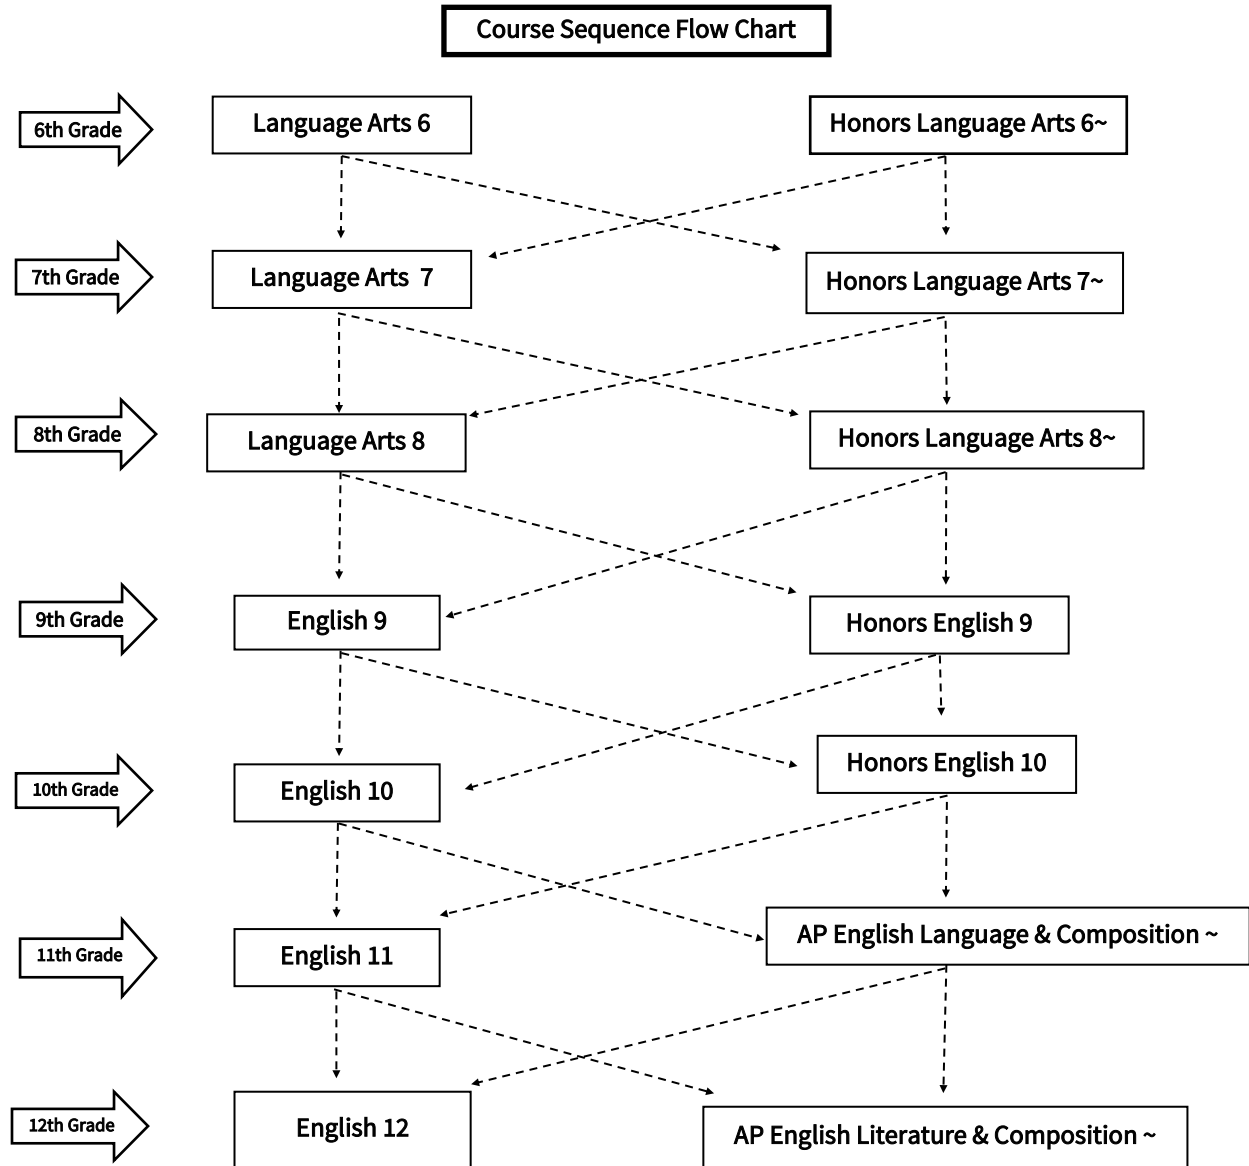 Course Sequence Flow Chart
6th Grade
Language Arts 6
Honors Language Arts 6~
7th Grade
Language Arts  7
Honors Language Arts 7~
8th Grade
Language Arts 8
Honors Language Arts 8~
9th Grade
English 9
Honors English 9
10th Grade
English 10
Honors English 10
11th Grade
English 11
AP English Language & Composition ~
12th Grade
English 12
AP English Literature & Composition ~